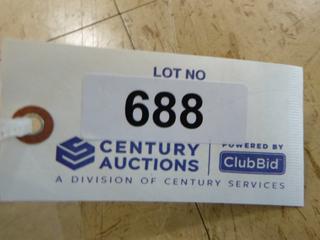 LOT NO
688
CENTURY
AUCTIONS
POWERED BY
ClubBid
A DIVISION OF CENTURY SERVICES